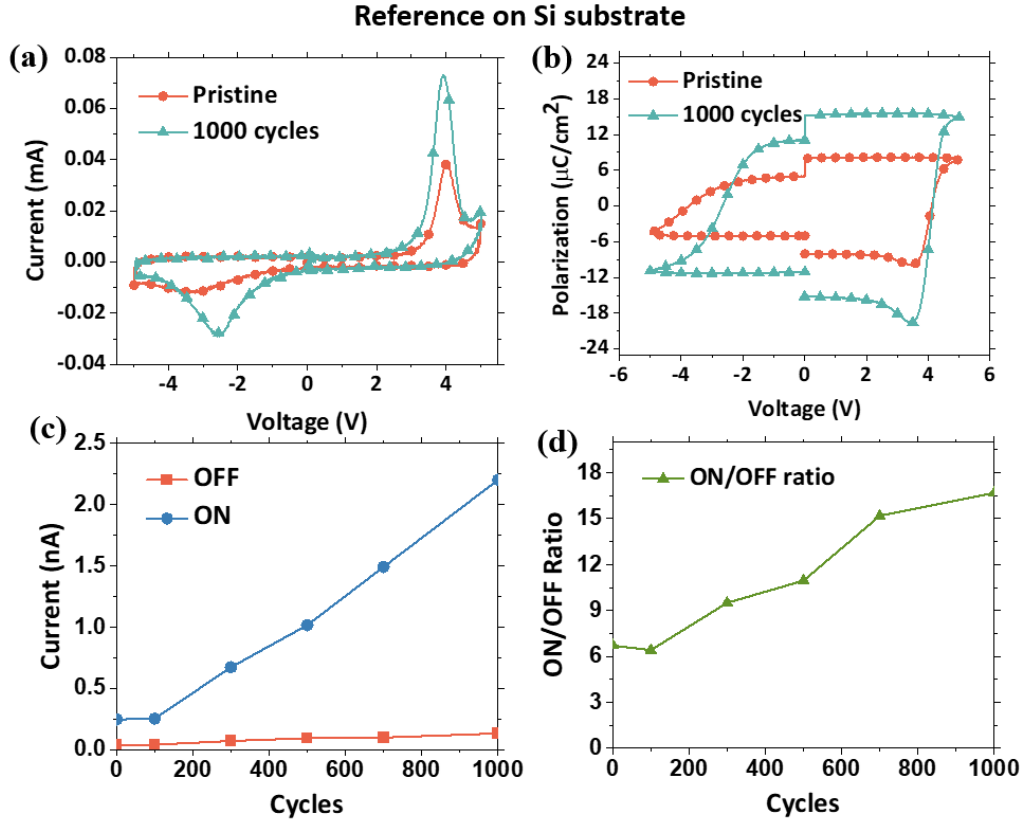 Reference on Si substrate
(a)
0.08
0.06
0.04
0.02
0.00
-0.02
-0.04
Current (mA)
Pristine
1000 cycles
-4
-2
0
2
4
Voltage (V)
(b)
24
18
12
6
0
-6
-12
-18
-24
Polarization (μC/cm²)
Pristine
1000 cycles
-6
-4
-2
0
2
4
6
Voltage (V)
(c)
2.5
2.0
1.5
1.0
0.5
0.0
Current (nA)
OFF
ON
0
200
400
600
800
1000
Cycles
(d)
18
15
12
9
6
3
0
ON/OFF Ratio
ON/OFF ratio
0
200
400
600
800
1000
Cycles